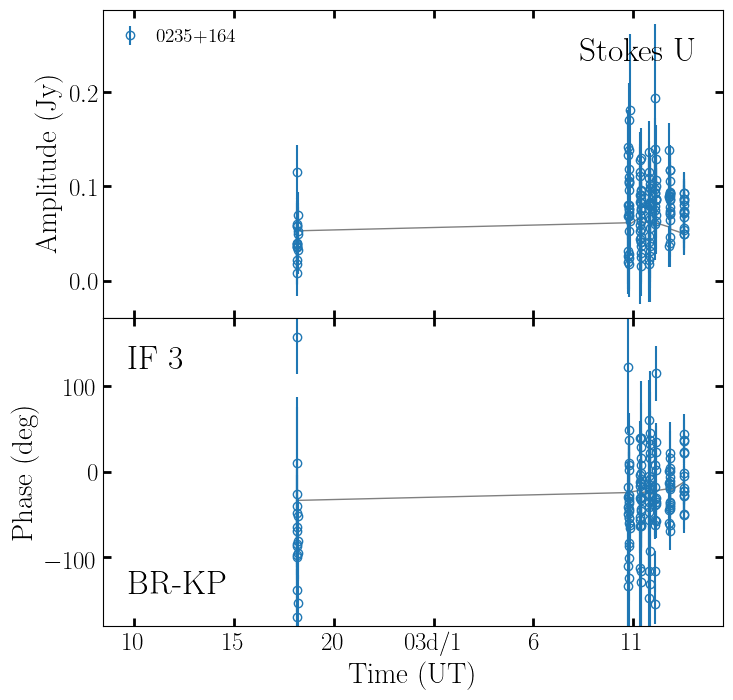 0235+164
Stokes U
Amplitude (Jy)
0.2
0.1
0.0
IF 3
Phase (deg)
100
0
−100
BR-KP
10 15 20 03d/1 6 11
Time (UT)